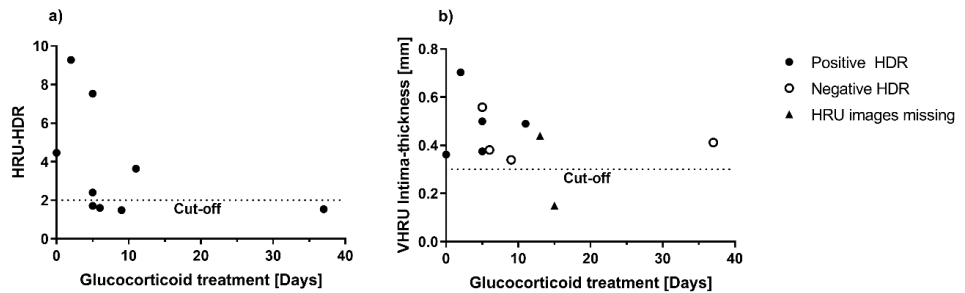 a)
HRU-HDR
10
8
6
4
2
0
Cut-off
0
10
20
30
40
Glucocorticoid treatment [Days]
b)
VHRU Intima-thickness [mm]
0.8
0.6
0.4
0.2
0.0
Cut-off
0
10
20
30
40
Glucocorticoid treatment [Days]
Positive HDR
Negative HDR
HRU images missing